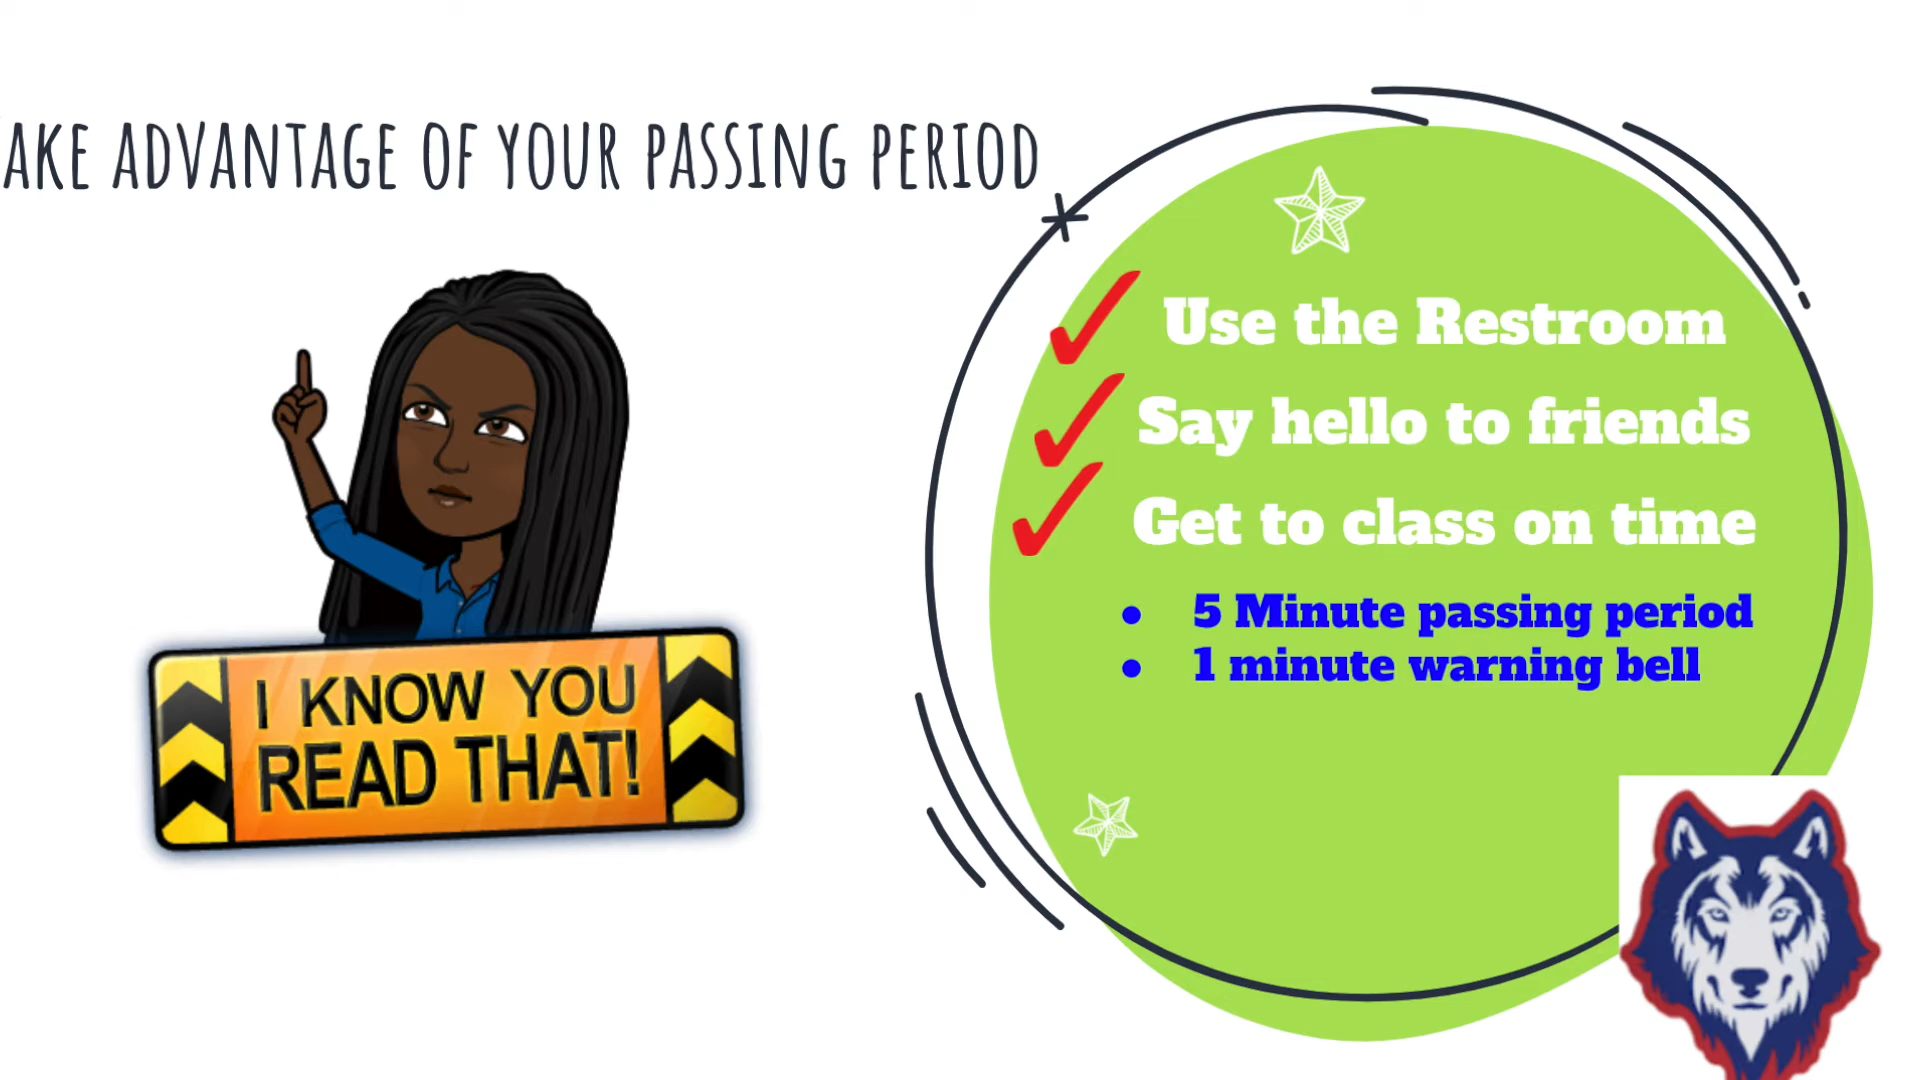 AKE ADVANTAGE OF YOUR PASSING PERIOD
Use the Restroom
Say hello to friends
Get to class on time
• 5 Minute passing period
• 1 minute warning bell
I KNOW YOU
READ THAT!